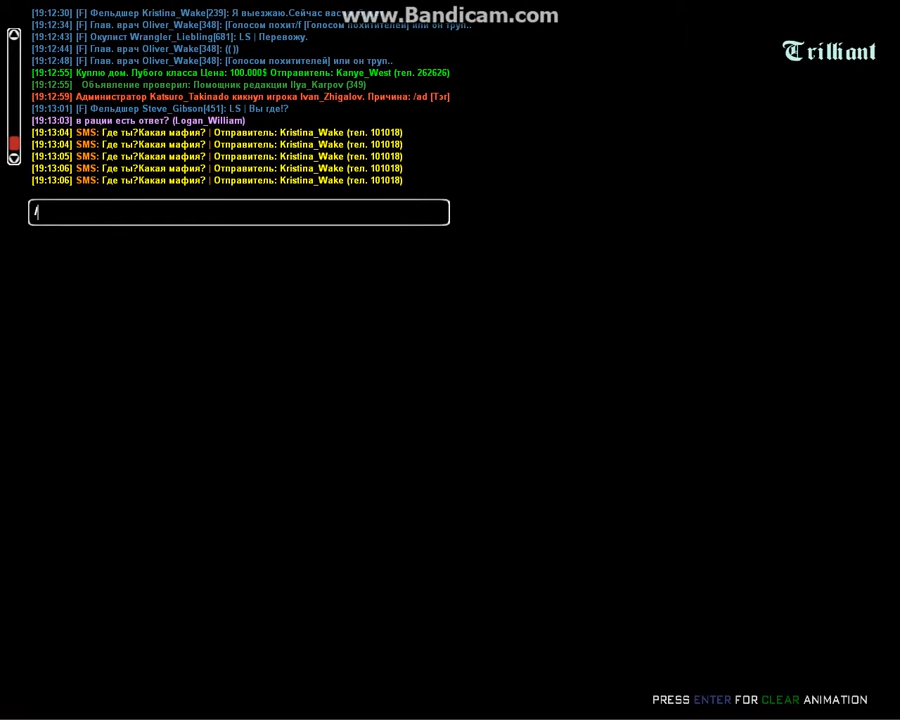 www.Bandicam.com
[19:12:30] [F] Фельдшер Kristina_Wake[239]: Я выезжаю.Сейчас вас
[19:12:34] [F] Глав. врач Oliver_Wake[348]: [Голосом похит/f [Голосом похитителей] или он труп..
[19:12:43] [F] Окулист Wrangler_Liebling[681]: LS | Перевожу.
[19:12:44] [F] Глав. врач Oliver_Wake[348]: (( ))
[19:12:48] [F] Глав. врач Oliver_Wake[348]: [Голосом похитителей] или он труп..
[19:12:55] Куплю дом. Лубого класса Цена: 100.000$ Отправитель: Kanye_West (тел. 262626)
[19:12:55] Объявление проверил: Помощник редакции Ilya_Karpov (349)
[19:12:59] Администратор Katsuro_Takinado кикнул игрока Ivan_Zhigalov. Причина: /ad [Тэг]
[19:13:01] [F] Фельдшер Steve_Gibson[451]: LS | Вы где!?
[19:13:03] в рации есть ответ? (Logan_William)
[19:13:04] SMS: Где ты?Какая мафия? | Отправитель: Kristina_Wake (тел. 101018)
[19:13:04] SMS: Где ты?Какая мафия? | Отправитель: Kristina_Wake (тел. 101018)
[19:13:05] SMS: Где ты?Какая мафия? | Отправитель: Kristina_Wake (тел. 101018)
[19:13:06] SMS: Где ты?Какая мафия? | Отправитель: Kristina_Wake (тел. 101018)
[19:13:06] SMS: Где ты?Какая мафия? | Отправитель: Kristina_Wake (тел. 101018)
/
Trilliant
PRESS ENTER FOR CLEAR ANIMATION